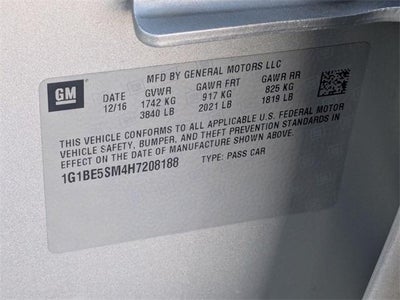 GM
MFD BY GENERAL MOTORS LLC
DATE GVWR GAWR FRT GAWR RR
12/16 1742 KG 917 KG 825 KG
3840 LB 2021 LB 1819 LB
THIS VEHICLE CONFORMS TO ALL APPLICABLE U.S. FEDERAL MOTOR
VEHICLE SAFETY, BUMPER, AND THEFT PREVENTION STANDARDS IN
EFFECT ON THE DATE OF MANUFACTURE SHOWN ABOVE.
1G1BE5SM4H7208188 TYPE: PASS CAR